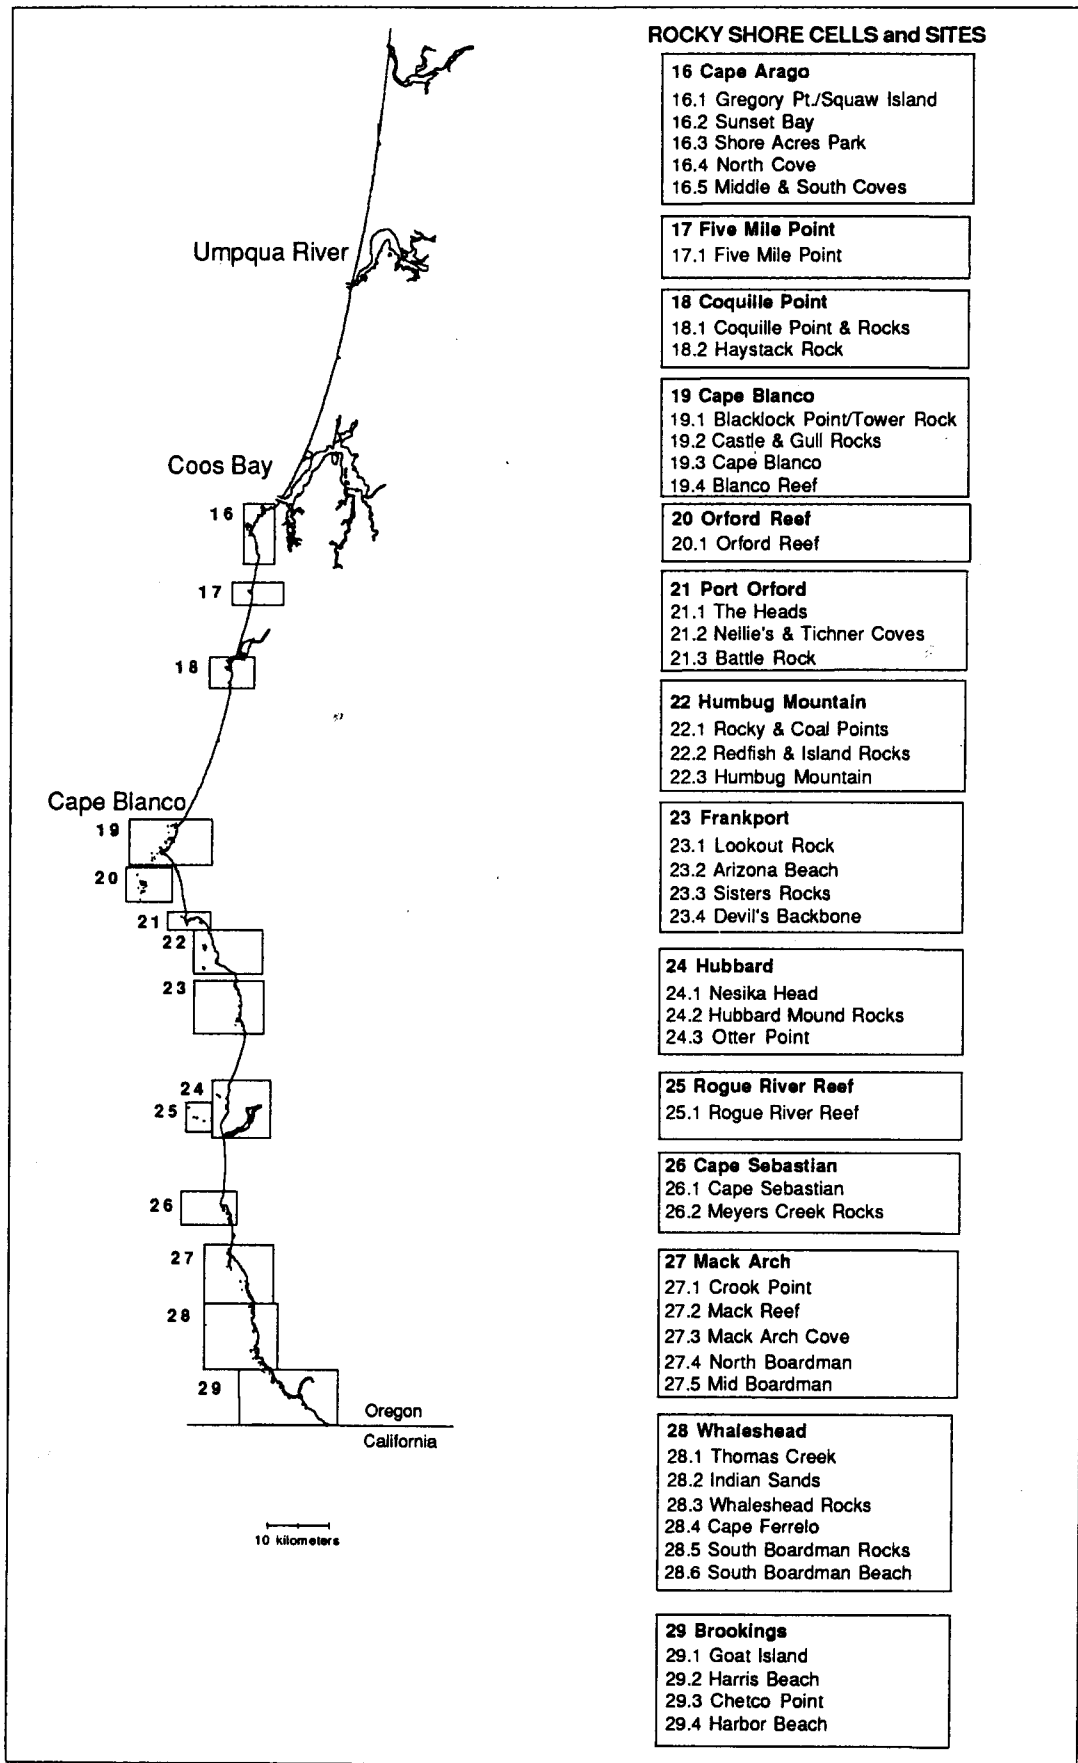 ROCKY SHORE CELLS and SITES
16 Cape Arago
16.1 Gregory Pt./Squaw Island
16.2 Sunset Bay
16.3 Shore Acres Park
16.4 North Cove
16.5 Middle & South Coves
17 Five Mile Point
17.1 Five Mile Point
18 Coquille Point
18.1 Coquille Point & Rocks
18.2 Haystack Rock
19 Cape Blanco
19.1 Blacklock Point/Tower Rock
19.2 Castle & Gull Rocks
19.3 Cape Blanco
19.4 Blanco Reef
20 Orford Reef
20.1 Orford Reef
21 Port Orford
21.1 The Heads
21.2 Nellie's & Tichner Coves
21.3 Battle Rock
22 Humbug Mountain
22.1 Rocky & Coal Points
22.2 Redfish & Island Rocks
22.3 Humbug Mountain
23 Frankport
23.1 Lookout Rock
23.2 Arizona Beach
23.3 Sisters Rocks
23.4 Devil's Backbone
24 Hubbard
24.1 Nesika Head
24.2 Hubbard Mound Rocks
24.3 Otter Point
25 Rogue River Reef
25.1 Rogue River Reef
26 Cape Sebastian
26.1 Cape Sebastian
26.2 Meyers Creek Rocks
27 Mack Arch
27.1 Crook Point
27.2 Mack Reef
27.3 Mack Arch Cove
27.4 North Boardman
27.5 Mid Boardman
28 Whaleshead
28.1 Thomas Creek
28.2 Indian Sands
28.3 Whaleshead Rocks
28.4 Cape Ferrelo
28.5 South Boardman Rocks
28.6 South Boardman Beach
29 Brookings
29.1 Goat Island
29.2 Harris Beach
29.3 Chetco Point
29.4 Harbor Beach
Umpqua River
Coos Bay
16
17
18
Cape Blanco
19
20
21
22
23
24
25
26
27
28
29
Oregon
California
10 kilometers